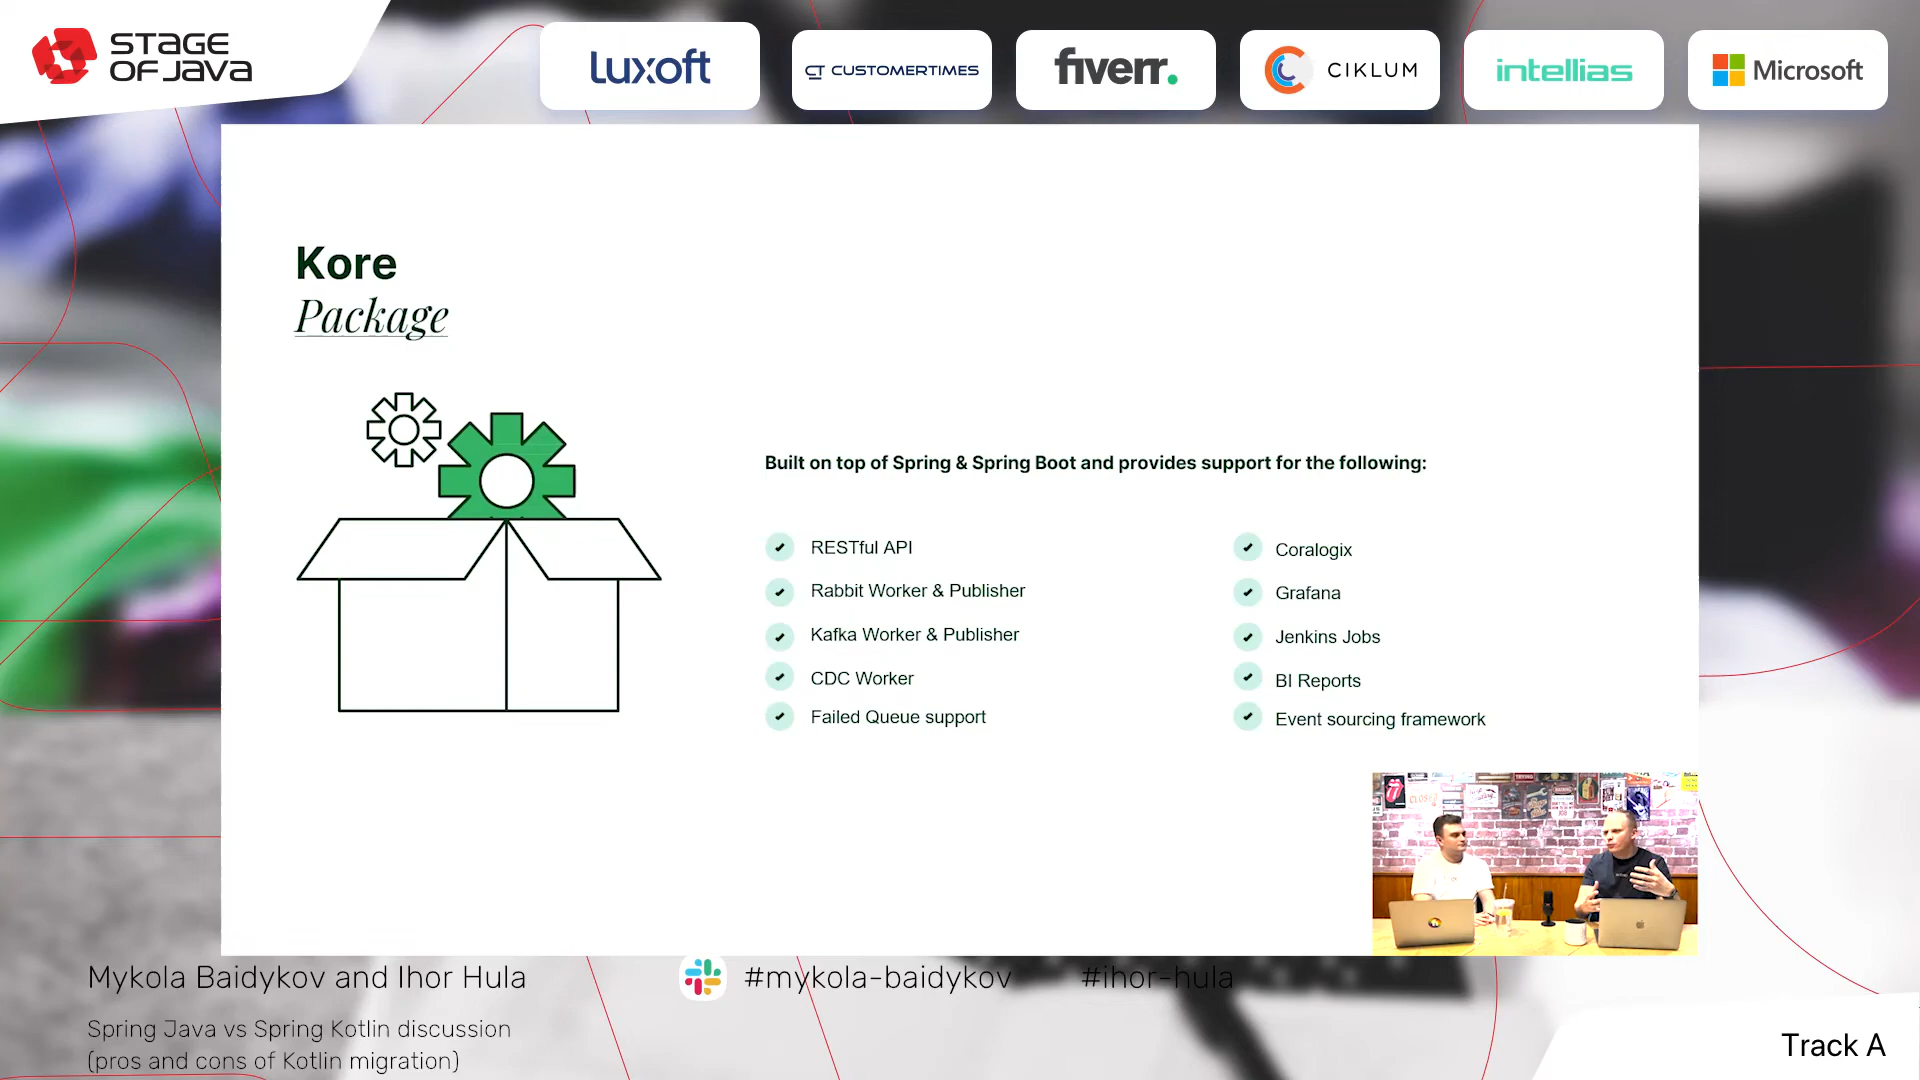 STAGE
OF JAVA
luxoft
CT CUSTOMERTIMES
fiverr.
CIKLUM
intellias
Microsoft
Kore
Package
Built on top of Spring & Spring Boot and provides support for the following:
RESTful API
Rabbit Worker & Publisher
Kafka Worker & Publisher
CDC Worker
Failed Queue support
Coralogix
Grafana
Jenkins Jobs
BI Reports
Event sourcing framework
Mykola Baidykov and Ihor Hula
#mykola-baidykov
#ihor-hula
Spring Java vs Spring Kotlin discussion
(pros and cons of Kotlin migration)
Track A